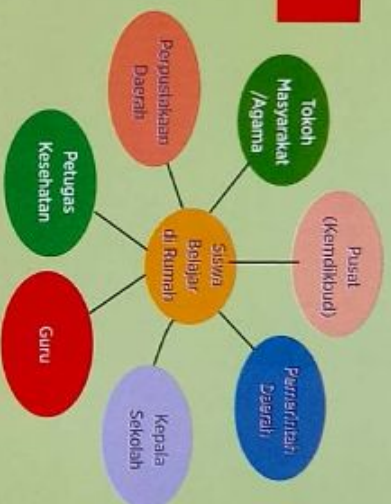 Pusat
(Kemdikbud)
Tokoh
Masyarakat
/Agama
Pemerintah
Daerah
Siswa
Belajar
di Rumah
Perpustakaan
Daerah
Kepala
Sekolah
Petugas
Kesehatan
Guru